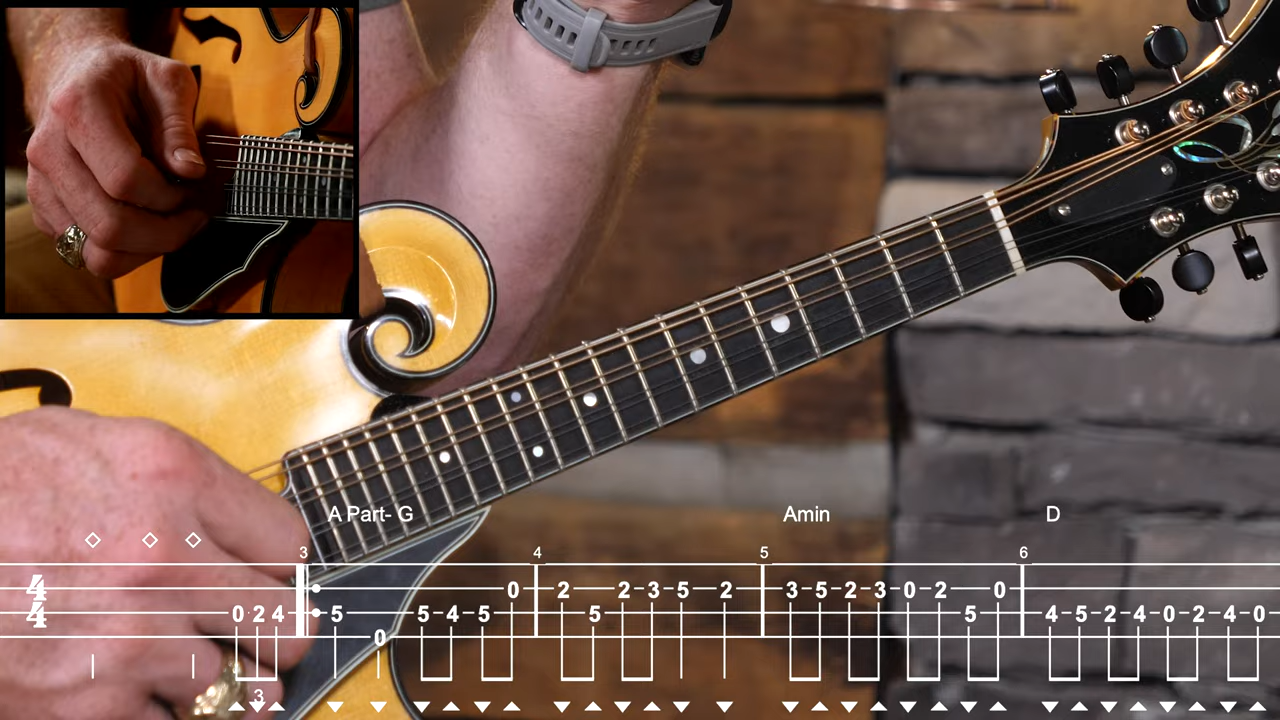 A Part- G Amin D
3 4 5 6
0 2 2 3 5 2 3 5 2 3 0 2 0
4 4 0 2 4 5 5 4 5 5 5 4 5 2 4 0 2 4 0
0
3